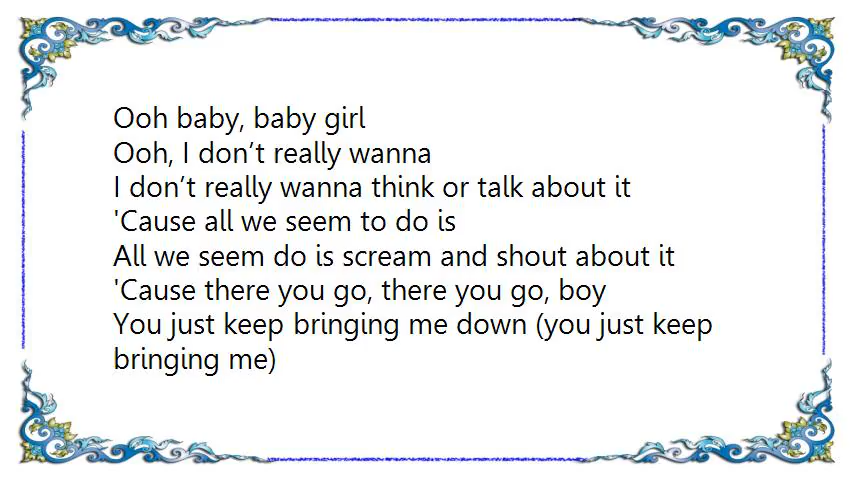 Ooh baby, baby girl
Ooh, I don’t really wanna
I don’t really wanna think or talk about it
'Cause all we seem to do is
All we seem do is scream and shout about it
'Cause there you go, there you go, boy
You just keep bringing me down (you just keep
bringing me)